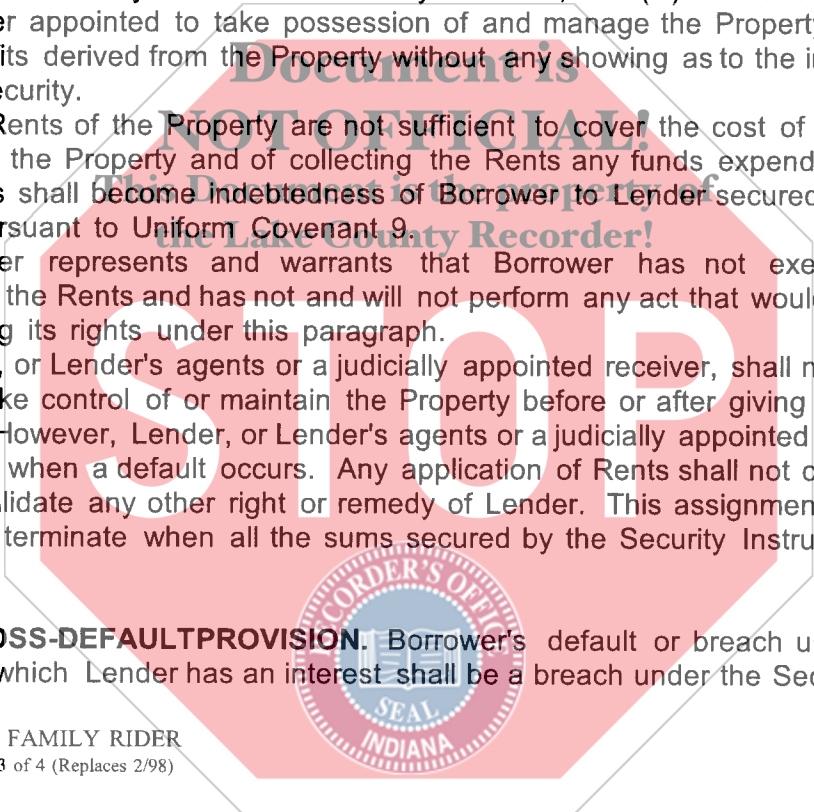 er appointed to take possession of and manage the Property
its derived from the Property without any showing as to the i
Document is
ecurity.
NOT OFFICIAL!
Rents of the Property are not sufficient to cover the cost of
the Property and of collecting the Rents any funds expend
This Document is the property of
s shall become indebtedness of Borrower to Lender secured
rsuant to Uniform Covenant 9.
the Lake County Recorder!
er represents and warrants that Borrower has not exe
the Rents and has not and will not perform any act that woul
g its rights under this paragraph.
STOP
, or Lender's agents or a judicially appointed receiver, shall n
ke control of or maintain the Property before or after giving
However, Lender, or Lender's agents or a judicially appointed
when a default occurs. Any application of Rents shall not c
lidate any other right or remedy of Lender. This assignmen
terminate when all the sums secured by the Security Instru
OSS-DEFAULTPROVISION. Borrower's default or breach u
which Lender has an interest shall be a breach under the Sec
RECORDER'S OFFICE
SEAL
INDIANA
FAMILY RIDER
3 of 4 (Replaces 2/98)